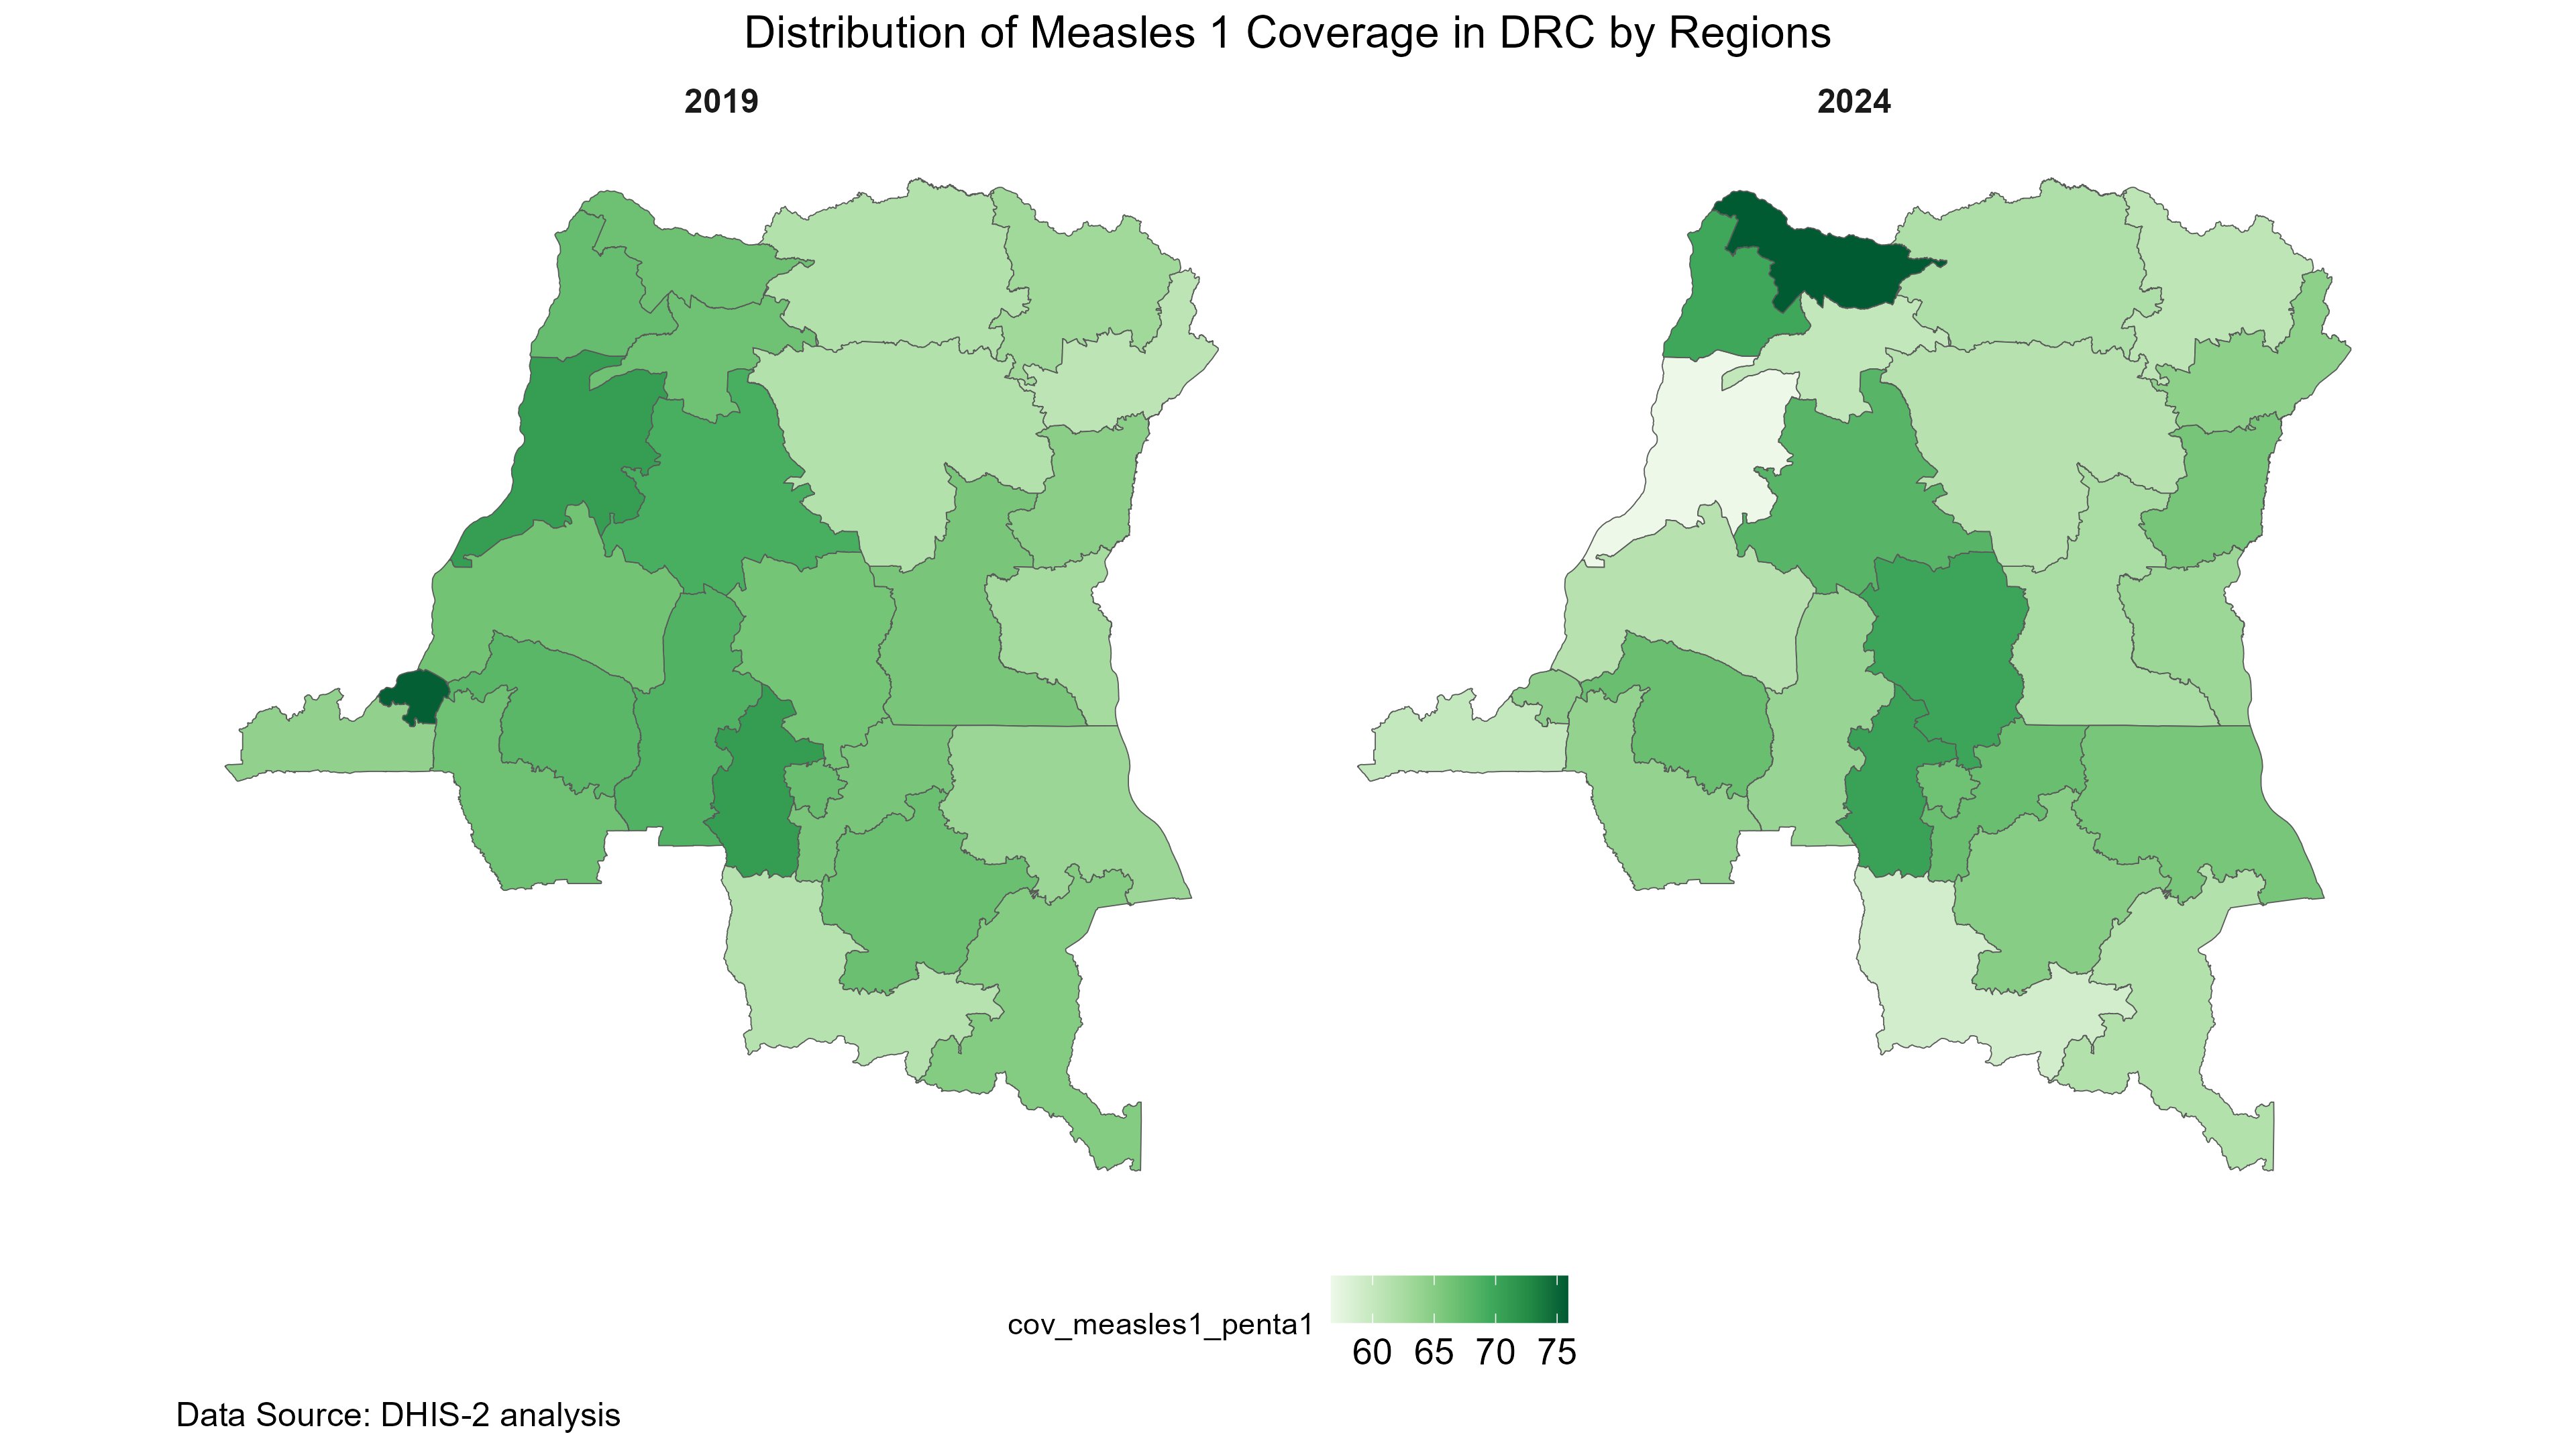 Distribution of Measles 1 Coverage in DRC by Regions
2019
2024
cov_measles1_penta1
60 65 70 75
Data Source: DHIS-2 analysis